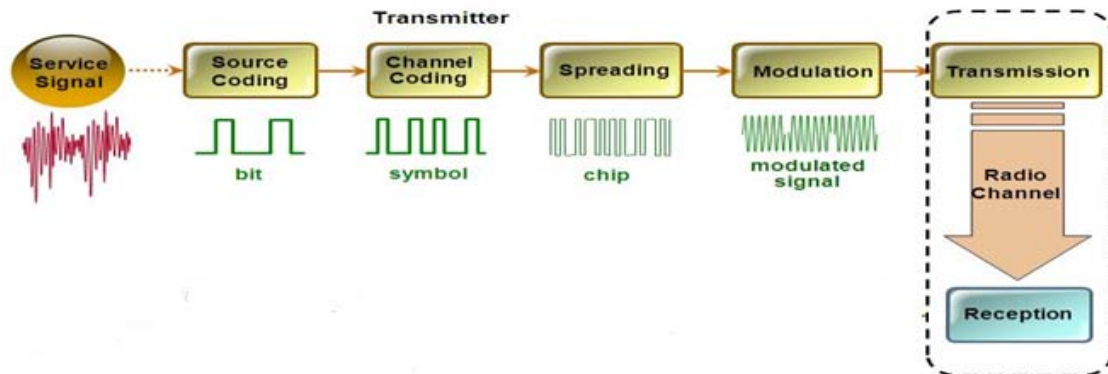 Transmitter
Service
Signal
Source
Coding
Channel
Coding
Spreading
Modulation
Transmission
bit
symbol
chip
modulated
signal
Radio
Channel
Reception